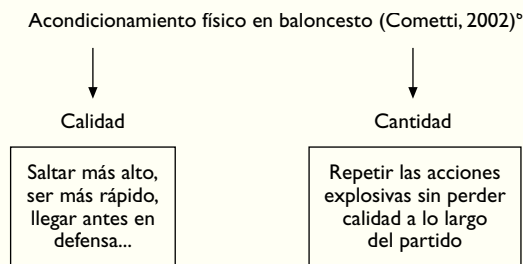 Acondicionamiento físico en baloncesto (Cometti, 2002)⁶
Calidad
Cantidad
Saltar más alto,
ser más rápido,
llegar antes en
defensa...
Repetir las acciones
explosivas sin perder
calidad a lo largo
del partido